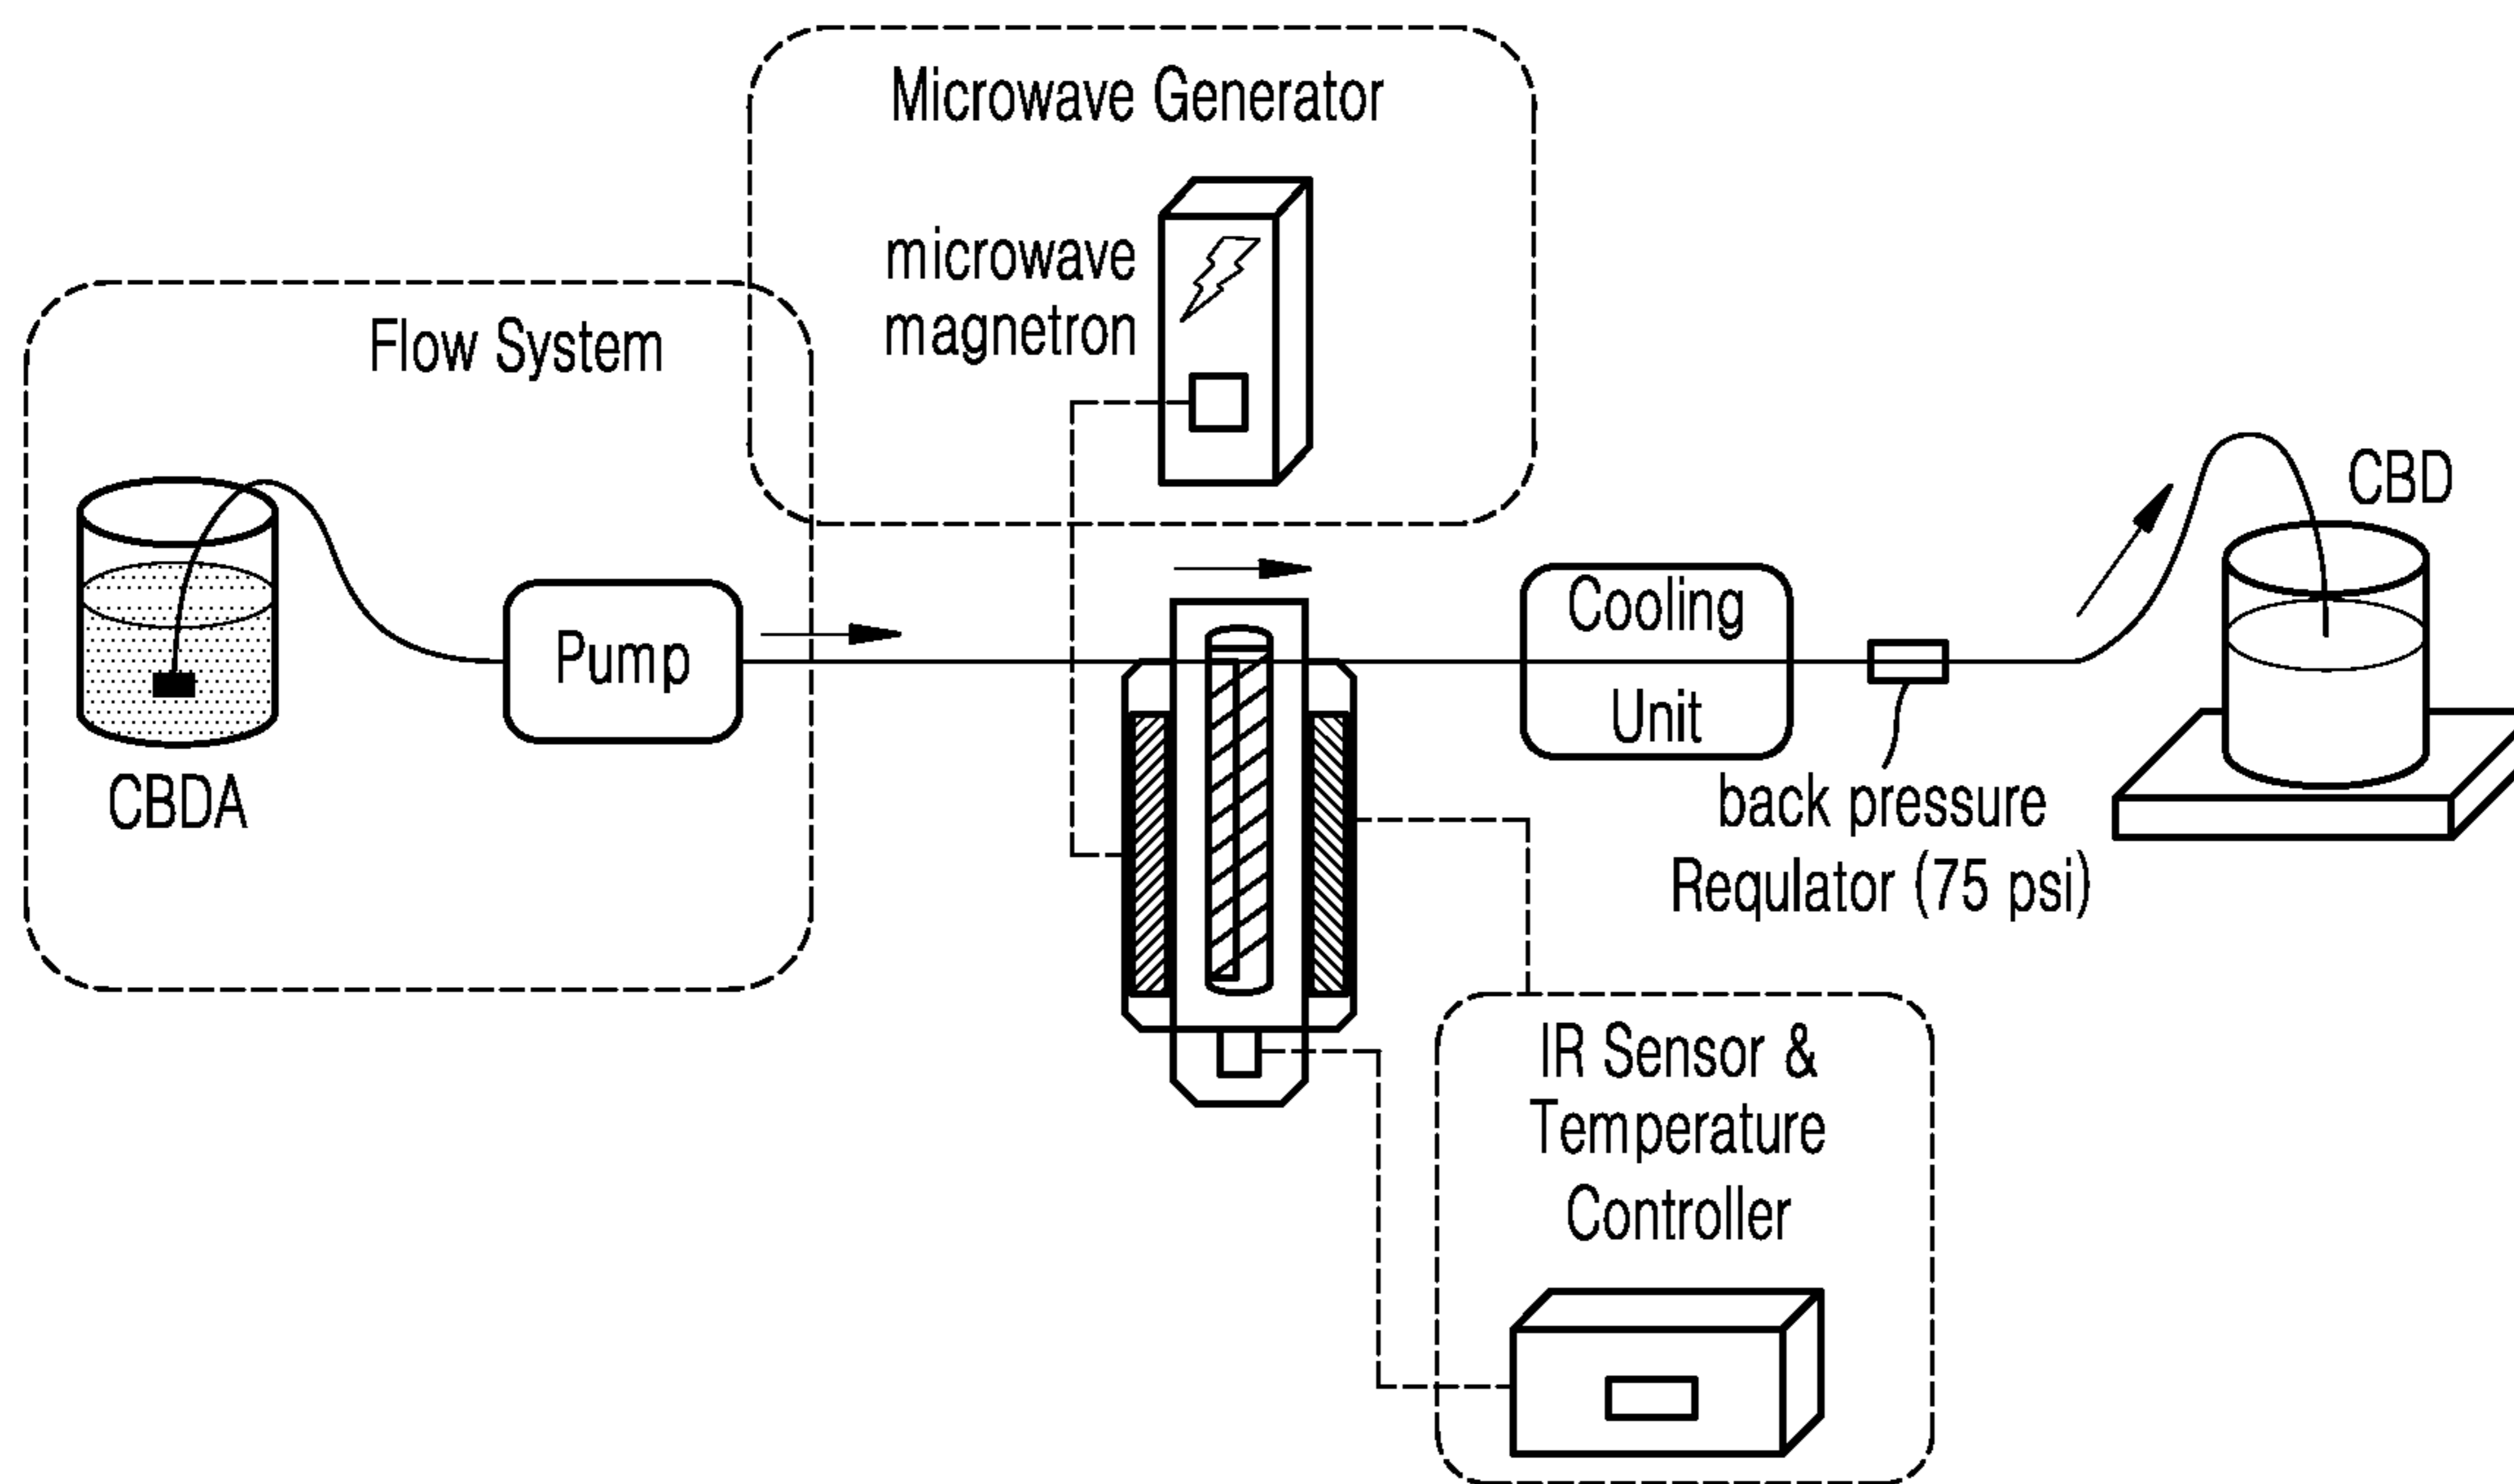 Microwave Generator
microwave
magnetron
Flow System
CBDA
Pump
Cooling
Unit
back pressure
Requlator (75 psi)
CBD
IR Sensor &
Temperature
Controller